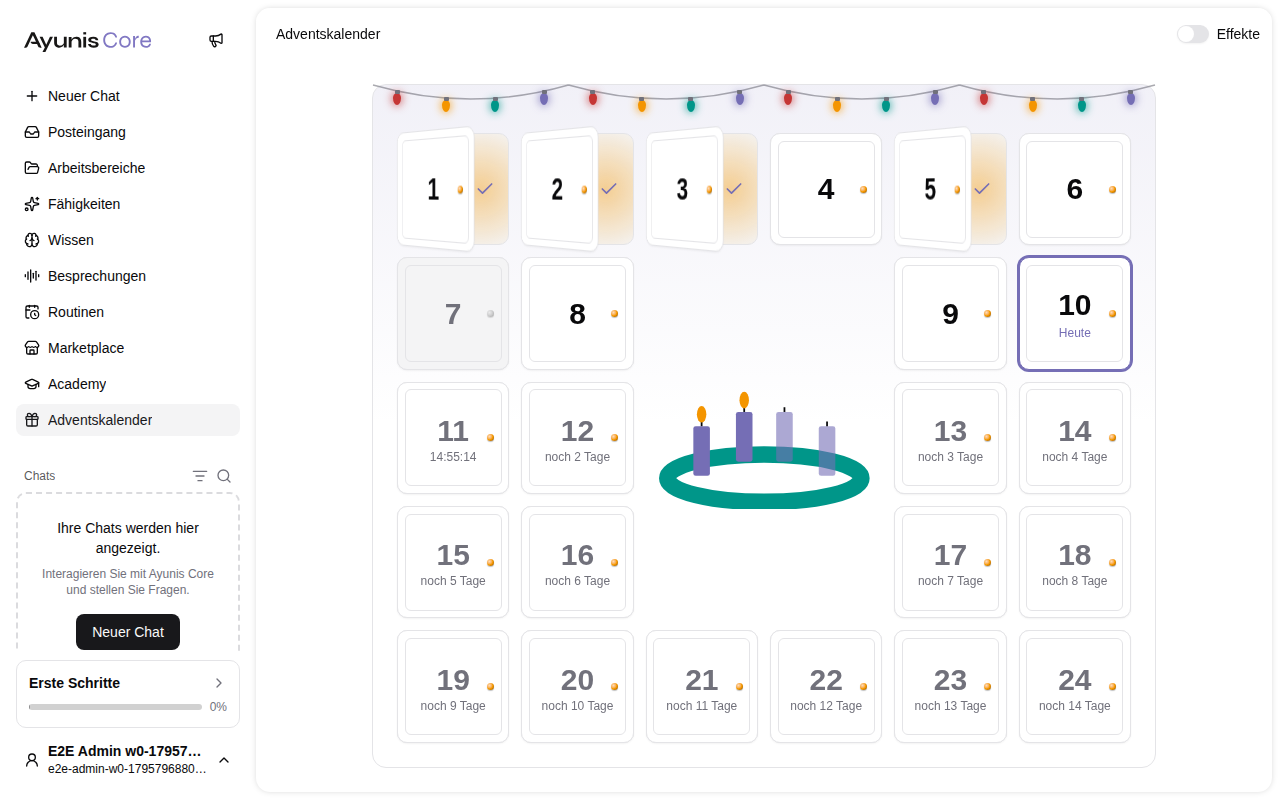 Ayunis Core
Neuer Chat
Posteingang
Arbeitsbereiche
Fähigkeiten
Wissen
Besprechungen
Routinen
Marketplace
Academy
Adventskalender
Chats
Ihre Chats werden hier
angezeigt.
Interagieren Sie mit Ayunis Core
und stellen Sie Fragen.
Neuer Chat
Erste Schritte
0%
E2E Admin w0-17957…
e2e-admin-w0-1795796880…
Adventskalender
Effekte
1
2
3
4
5
6
7
8
9
10
Heute
11
14:55:14
12
noch 2 Tage
13
noch 3 Tage
14
noch 4 Tage
15
noch 5 Tage
16
noch 6 Tage
17
noch 7 Tage
18
noch 8 Tage
19
noch 9 Tage
20
noch 10 Tage
21
noch 11 Tage
22
noch 12 Tage
23
noch 13 Tage
24
noch 14 Tage